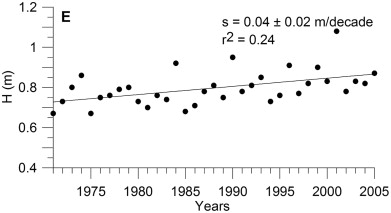 E
s = 0.04 ± 0.02 m/decade
r2 = 0.24
1.2
1
0.8
0.6
0.4
H (m)
1975 1980 1985 1990 1995 2000 2005
Years